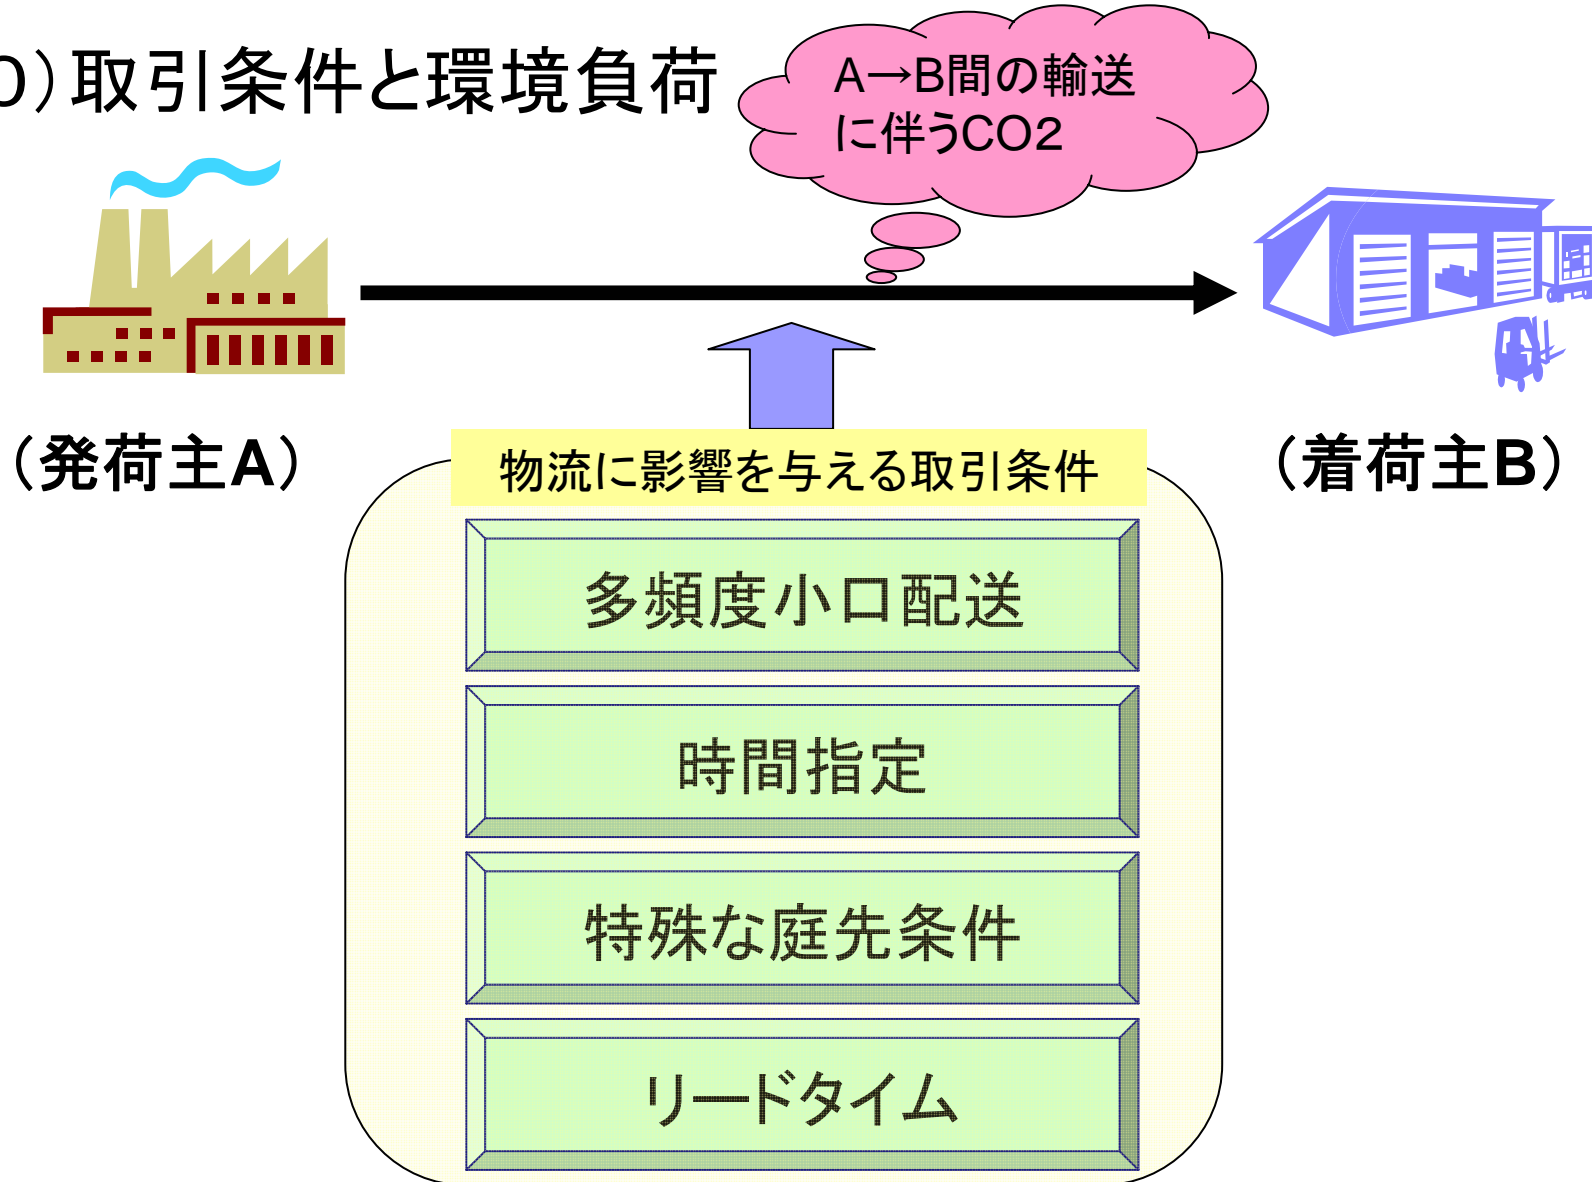 0）取引条件と環境負荷
A→B間の輸送
に伴うCO2
（発荷主A）
（着荷主B）
物流に影響を与える取引条件
多頻度小口配送
時間指定
特殊な庭先条件
リードタイム